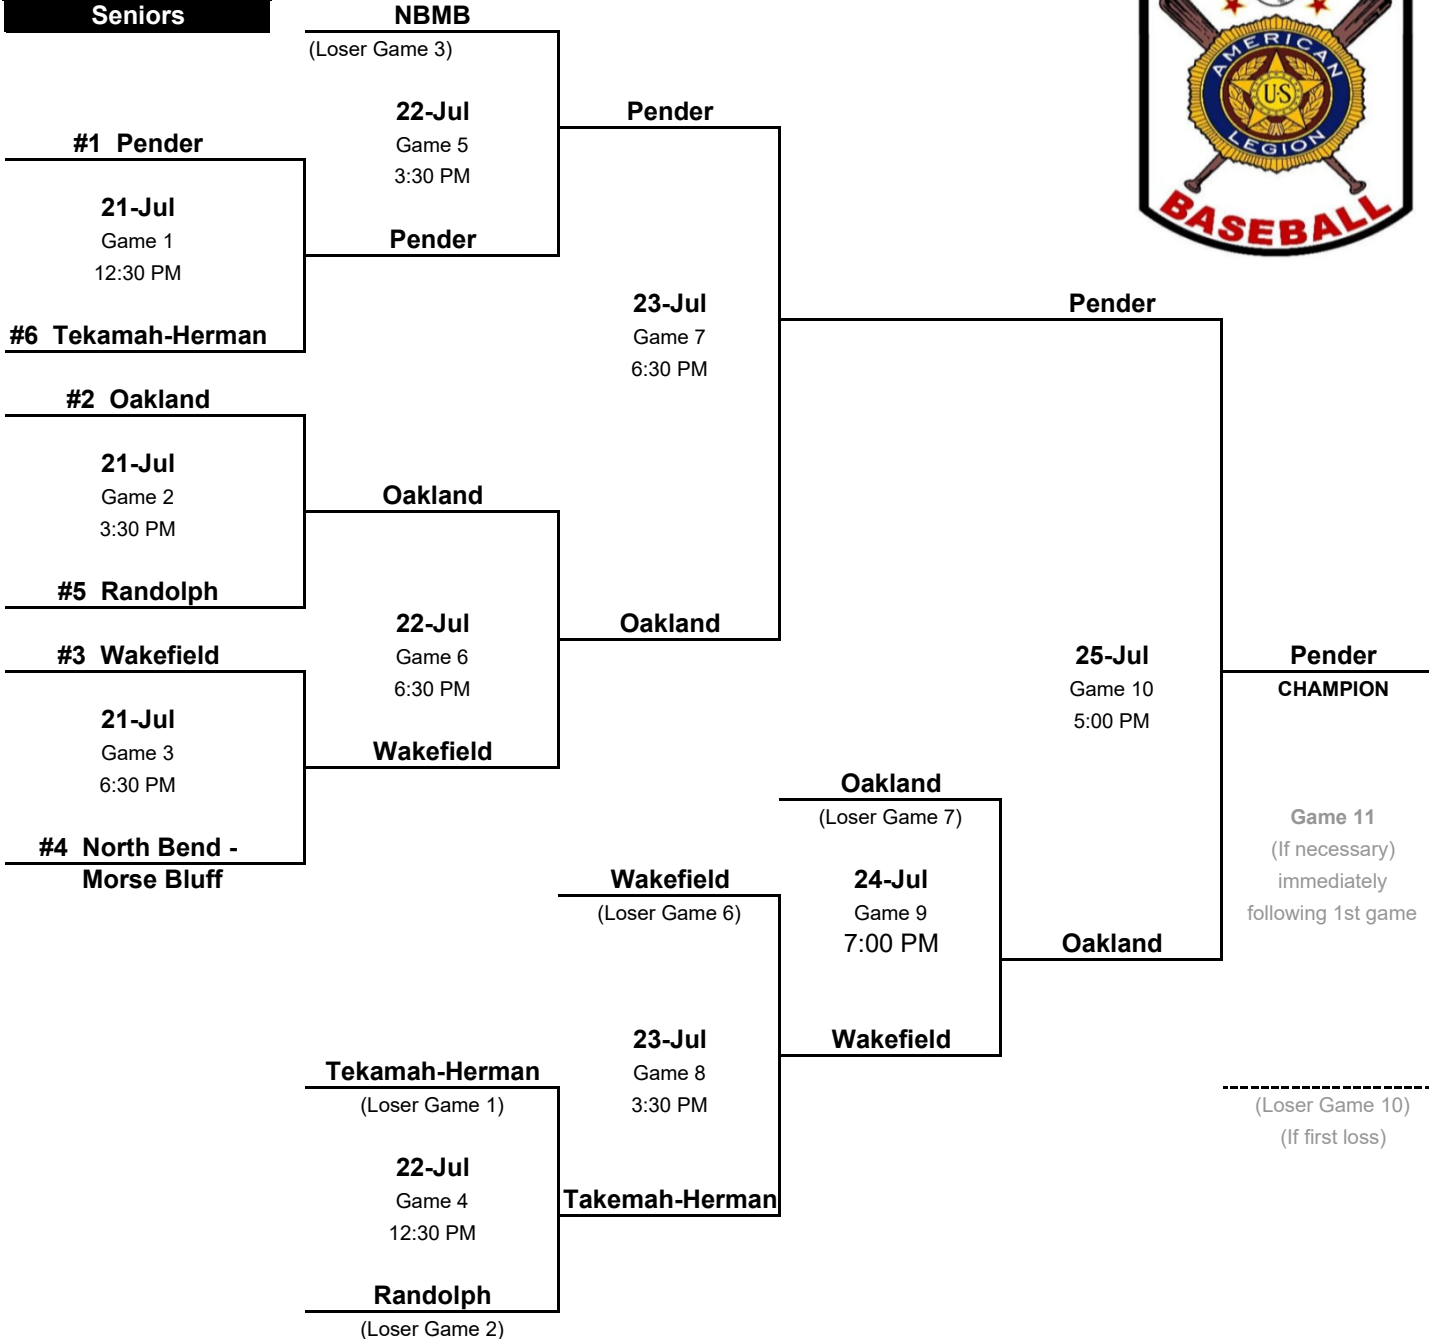 Seniors
NBMB
(Loser Game 3)
22-Jul
Game 5
3:30 PM
Pender
#1 Pender
21-Jul
Game 1
12:30 PM
Pender
#6 Tekamah-Herman
23-Jul
Game 7
6:30 PM
Pender
#2 Oakland
21-Jul
Game 2
3:30 PM
Oakland
#5 Randolph
22-Jul
Game 6
6:30 PM
Oakland
#3 Wakefield
21-Jul
Game 3
6:30 PM
Wakefield
#4 North Bend -
Morse Bluff
25-Jul
Game 10
5:00 PM
Pender
CHAMPION
Oakland
(Loser Game 7)
24-Jul
Game 9
7:00 PM
Oakland
Game 11
(If necessary)
immediately
following 1st game
Wakefield
(Loser Game 6)
23-Jul
Game 8
3:30 PM
Wakefield
Tekamah-Herman
(Loser Game 1)
22-Jul
Game 4
12:30 PM
Takemah-Herman
Randolph
(Loser Game 2)
(Loser Game 10)
(If first loss)
AMERICAN
U·S
LEGION
BASEBALL